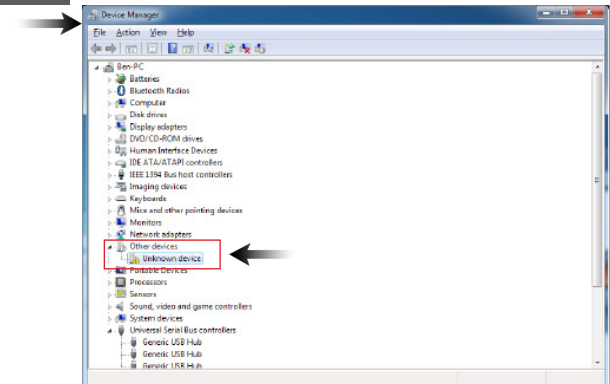 Device Manager
File Action View Help
Ben-PC
Batteries
Bluetooth Radios
Computer
Disk drives
Display adapters
DVD/CD-ROM drives
Human Interface Devices
IDE ATA/ATAPI controllers
IEEE 1394 Bus host controllers
Imaging devices
Keyboards
Mice and other pointing devices
Monitors
Network adapters
Other devices
Unknown device
Portable Devices
Processors
Sensors
Sound, video and game controllers
System devices
Universal Serial Bus controllers
Generic USB Hub
Generic USB Hub
Generic USB Hub